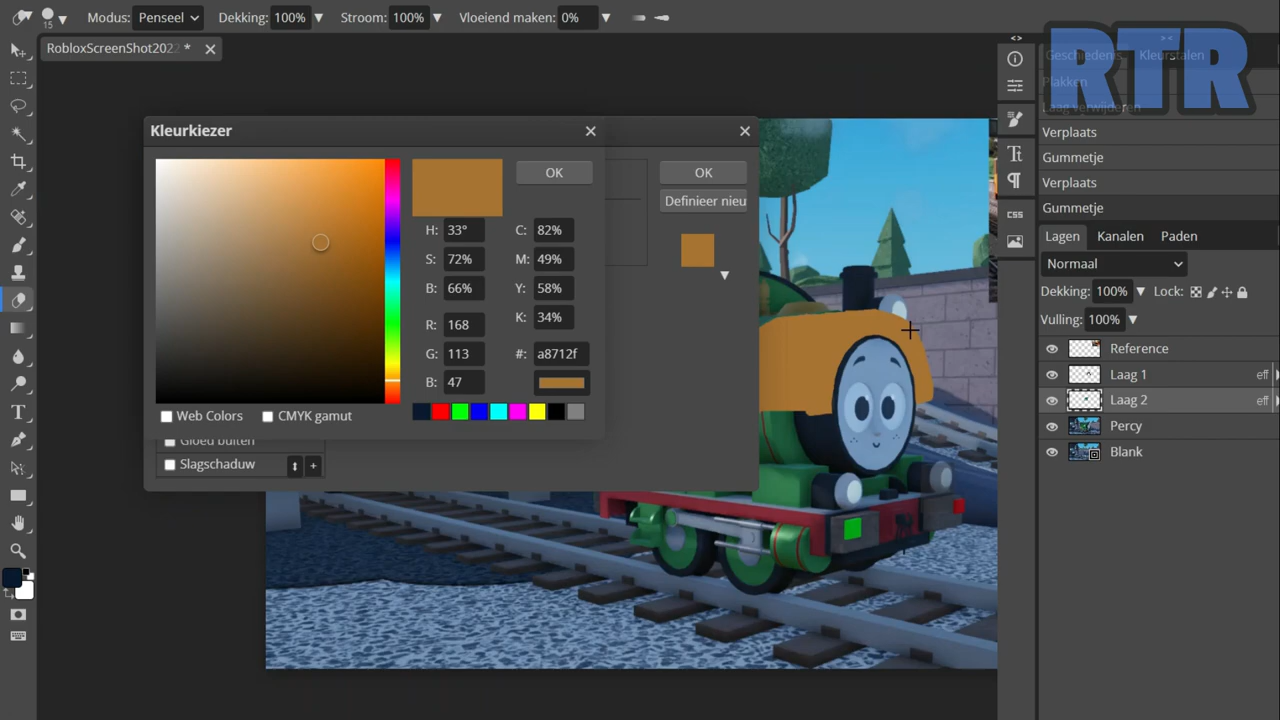 15
Modus:
Penseel
Dekking:
100%
Stroom:
100%
Vloeiend maken:
0%
RobloxScreenShot2022 *
RTR
Geschiedenis
Kleurstalen
Plakken
Laag verwijderen
Verplaats
Gummetje
Verplaats
Gummetje
Kleurkiezer
OK
OK
Definieer nieu
H:
33°
C:
82%
S:
72%
M:
49%
B:
66%
Y:
58%
K:
34%
R:
168
G:
113
#:
a8712f
B:
47
Web Colors
CMYK gamut
Gloed buiten
Slagschaduw
+
Lagen
Kanalen
Paden
Normaal
Dekking:
100%
Lock:
Vulling:
100%
Reference
Laag 1
eff
Laag 2
eff
Percy
Blank
CSS